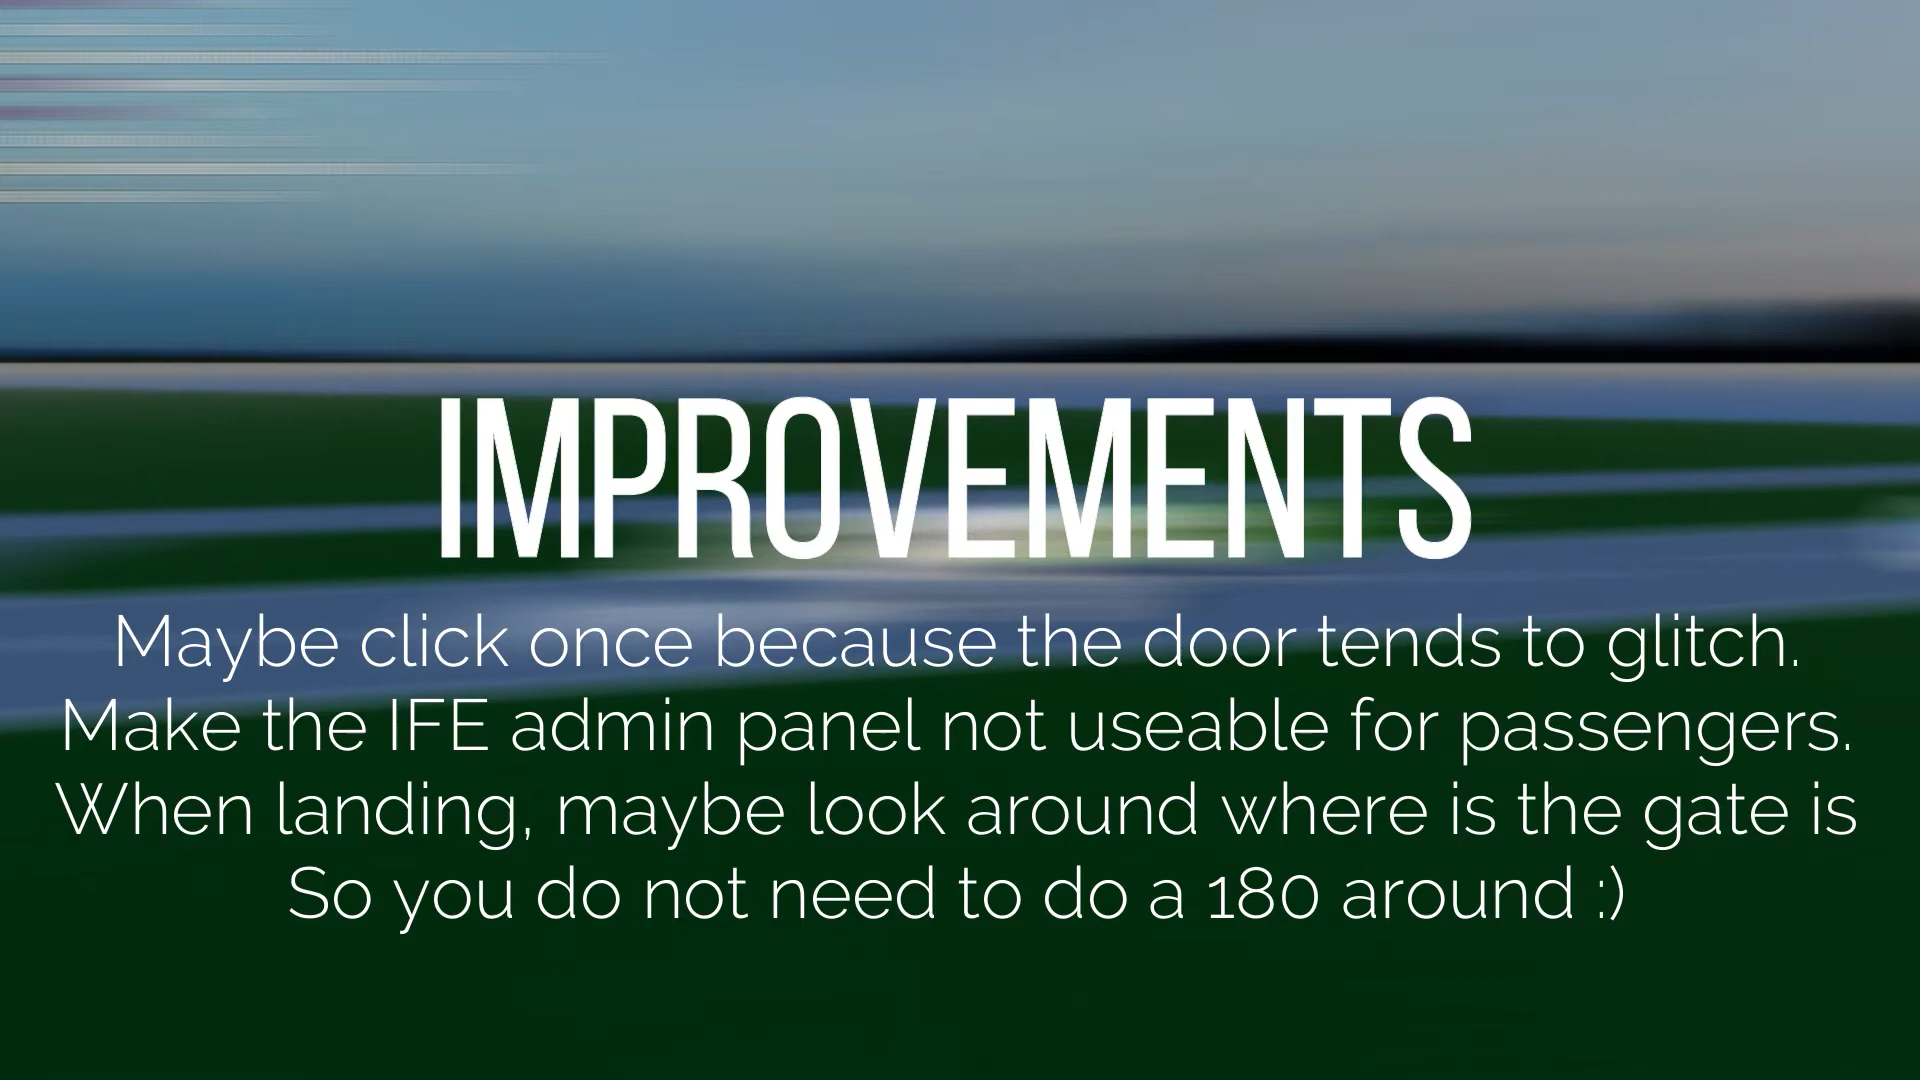 IMPROVEMENTS
Maybe click once because the door tends to glitch.
Make the IFE admin panel not useable for passengers.
When landing, maybe look around where is the gate is
So you do not need to do a 180 around :)